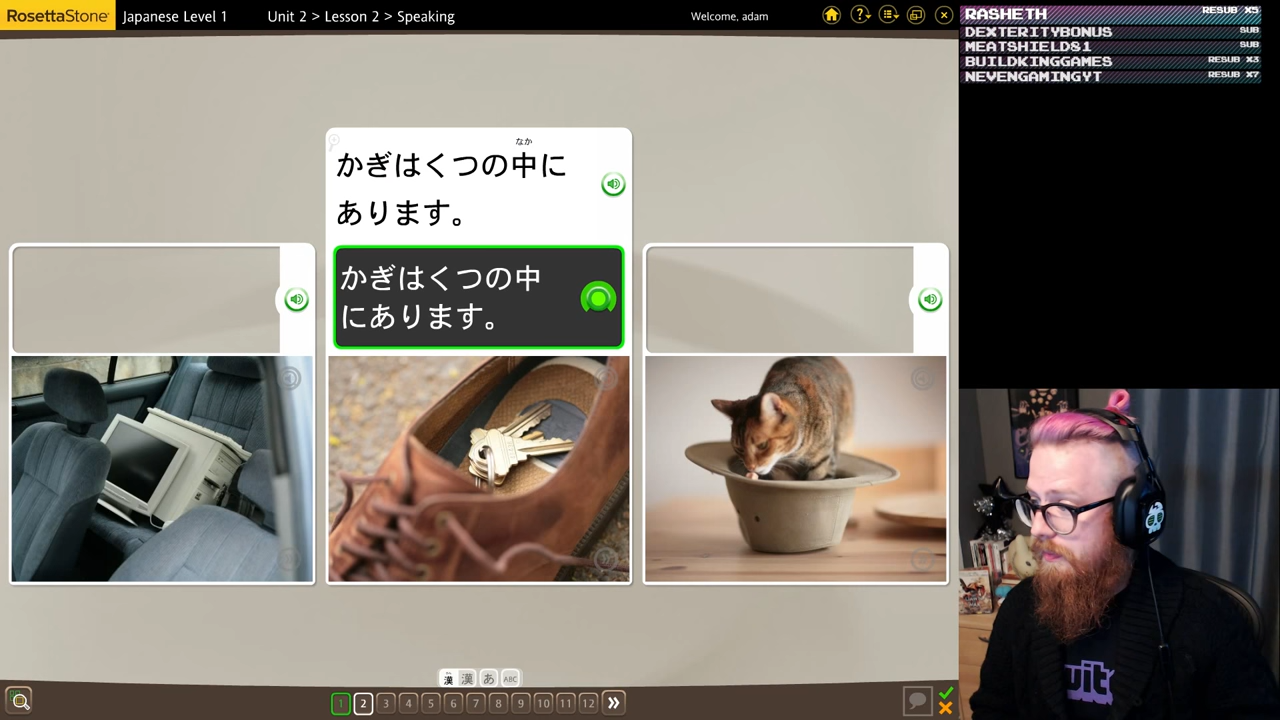 RosettaStone
Japanese Level 1
Unit 2 > Lesson 2 > Speaking
Welcome, adam
RASHETH RESUB X5
DEXTERITYBONUS SUB
MEATSHIELD81 SUB
BUILDKINGGAMES RESUB X3
NEVENGAMINGYT RESUB X7
なか
かぎはくつの中に
あります。
かぎはくつの中
にあります。
漢 漢 あ ABC
1 2 3 4 5 6 7 8 9 10 11 12